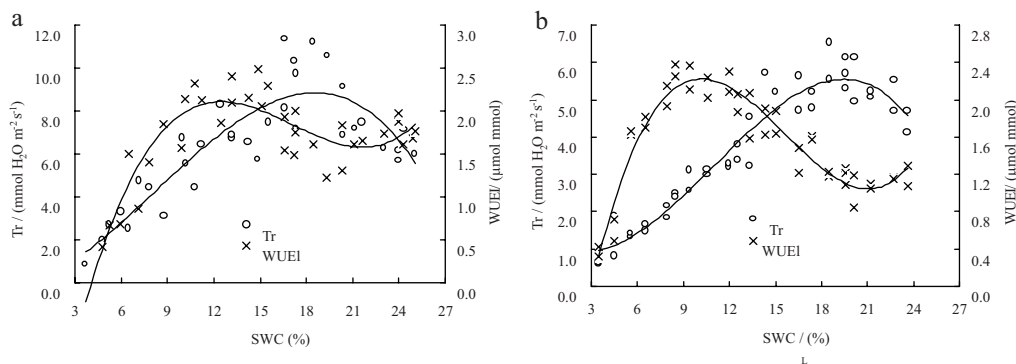 a
12.0
10.0
8.0
6.0
4.0
2.0
0.0
Tr / (mmol H2O m-2 s-1)
3.0
2.5
2.0
1.5
1.0
0.5
0.0
WUEl/ (μmol mmol)
Tr
WUEl
3 6 9 12 15 18 21 24 27
SWC (%)
b
7.0
6.0
5.0
4.0
3.0
2.0
1.0
0.0
Tr / (mmol H2O m-2 s-1)
2.8
2.4
2.0
1.6
1.2
0.8
0.4
0.0
WUEl/ (μmol mmol)
Tr
WUEl
3 6 9 12 15 18 21 24 27
SWC / (%)
L